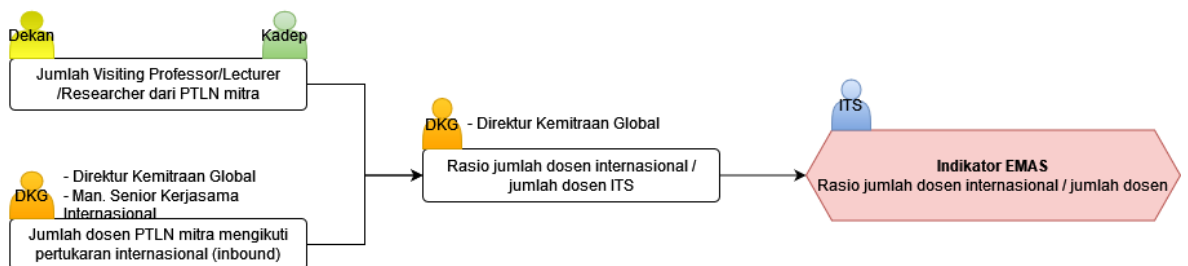 Dekan
Kadep
Jumlah Visiting Professor/Lecturer
/Researcher dari PTLN mitra
DKG
- Direktur Kemitraan Global
- Man. Senior Kerjasama
Internasional
Jumlah dosen PTLN mitra mengikuti
pertukaran internasional (inbound)
DKG
- Direktur Kemitraan Global
Rasio jumlah dosen internasional /
jumlah dosen ITS
ITS
Indikator EMAS
Rasio jumlah dosen internasional / jumlah dosen